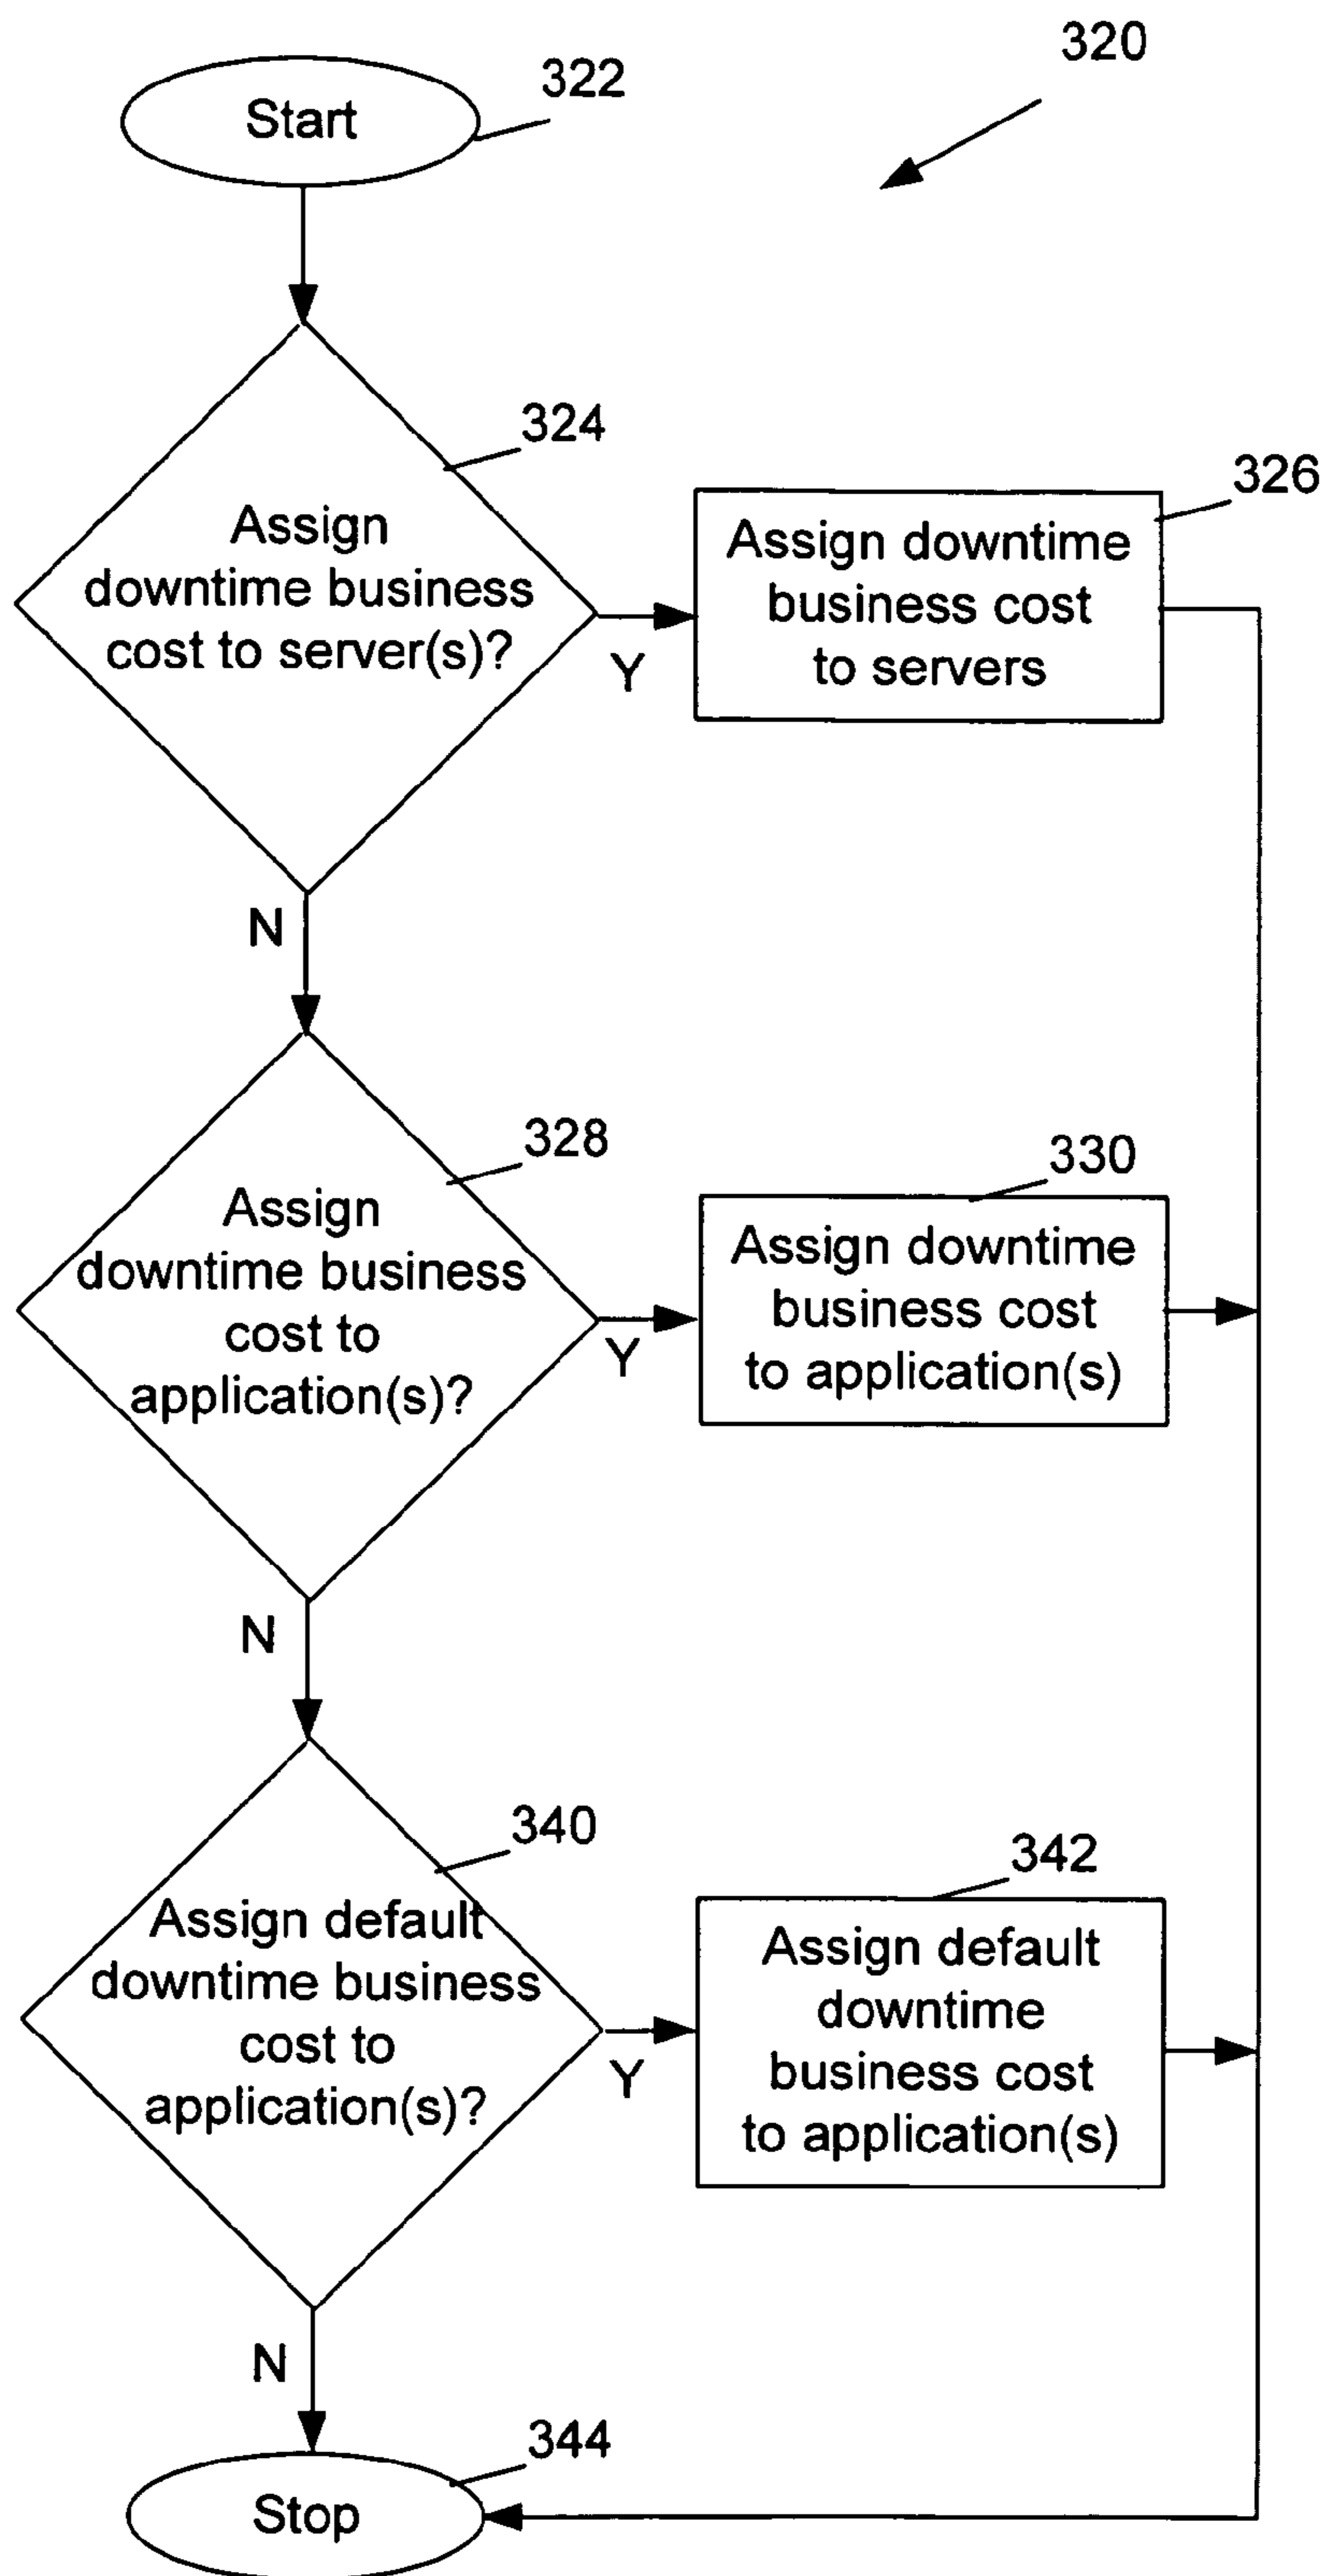 320
322
Start
324
Assign
downtime business
cost to server(s)?
Y
326
Assign downtime
business cost
to servers
N
328
Assign
downtime business
cost to
application(s)?
Y
330
Assign downtime
business cost
to application(s)
N
340
Assign default
downtime business
cost to
application(s)?
Y
342
Assign default
downtime
business cost
to application(s)
N
344
Stop